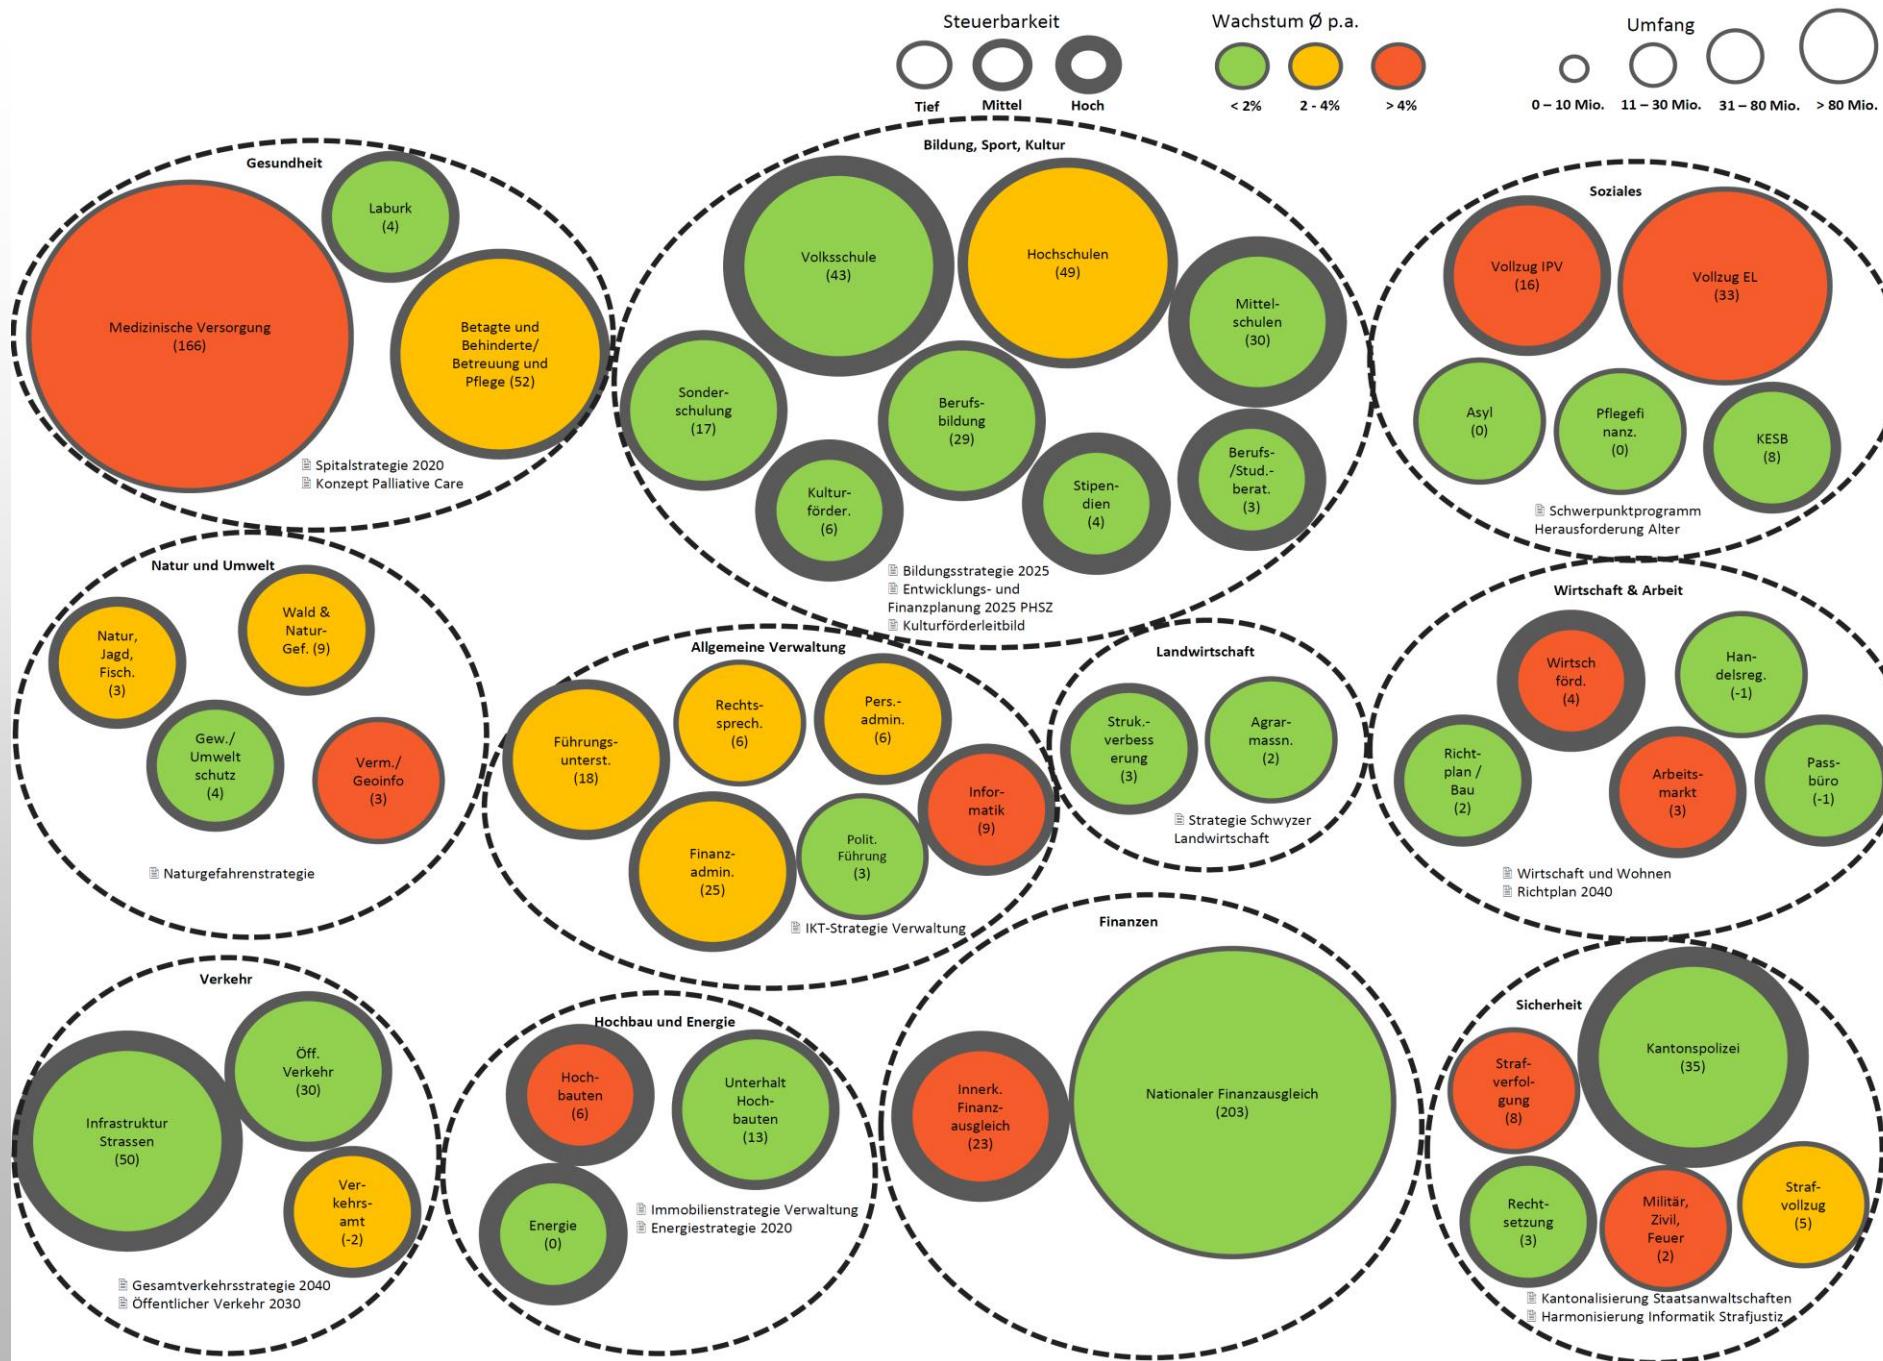 Steuerbarkeit
Tief
Mittel
Hoch
Wachstum Ø p.a.
< 2%
2 - 4%
> 4%
Umfang
0 – 10 Mio.
11 – 30 Mio.
31 – 80 Mio.
> 80 Mio.
Gesundheit
Laburk
(4)
Medizinische Versorgung
(166)
Betagte und
Behinderte/
Betreuung und
Pflege (52)
Spitalstrategie 2020
Konzept Palliative Care
Bildung, Sport, Kultur
Volksschule
(43)
Hochschulen
(49)
Mittel-
schulen
(30)
Sonder-
schulung
(17)
Berufs-
bildung
(29)
Kultur-
förder.
(6)
Stipen-
dien
(4)
Berufs-
/Stud.-
berat.
(3)
Bildungsstrategie 2025
Entwicklungs- und
Finanzplanung 2025 PHSZ
Kulturförderleitbild
Soziales
Vollzug IPV
(16)
Vollzug EL
(33)
Asyl
(0)
Pflegefi
nanz.
(0)
KESB
(8)
Schwerpunktprogramm
Herausforderung Alter
Natur und Umwelt
Natur,
Jagd,
Fisch.
(3)
Wald &
Natur-
Gef. (9)
Gew./
Umwelt
schutz
(4)
Verm./
Geoinfo
(3)
Naturgefahrenstrategie
Allgemeine Verwaltung
Führungs-
unterst.
(18)
Rechts-
sprech.
(6)
Pers.-
admin.
(6)
Infor-
matik
(9)
Finanz-
admin.
(25)
Polit.
Führung
(3)
IKT-Strategie Verwaltung
Landwirtschaft
Struk.-
verbess
erung
(3)
Agrar-
massn.
(2)
Strategie Schwyzer
Landwirtschaft
Wirtschaft & Arbeit
Wirtsch
förd.
(4)
Han-
delsreg.
(-1)
Richt-
plan /
Bau
(2)
Arbeits-
markt
(3)
Pass-
büro
(-1)
Wirtschaft und Wohnen
Richtplan 2040
Verkehr
Infrastruktur
Strassen
(50)
Öff.
Verkehr
(30)
Ver-
kehrs-
amt
(-2)
Gesamtverkehrsstrategie 2040
Öffentlicher Verkehr 2030
Hochbau und Energie
Hoch-
bauten
(6)
Unterhalt
Hoch-
bauten
(13)
Energie
(0)
Immobilienstrategie Verwaltung
Energiestrategie 2020
Finanzen
Innerk.
Finanz-
ausgleich
(23)
Nationaler Finanzausgleich
(203)
Sicherheit
Kantonspolizei
(35)
Straf-
verfol-
gung
(8)
Recht-
setzung
(3)
Militär,
Zivil,
Feuer
(2)
Straf-
vollzug
(5)
Kantonalisierung Staatsanwaltschaften
Harmonisierung Informatik Strafjustiz